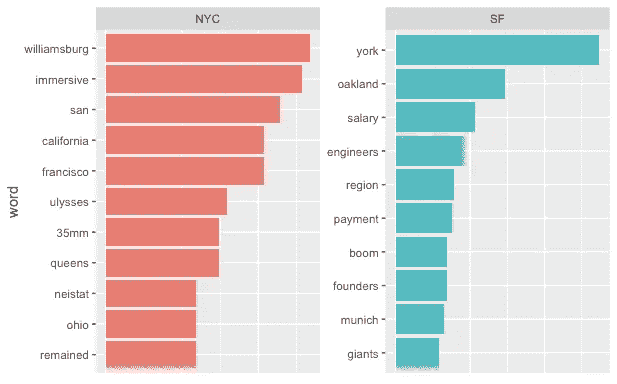 NYC
williamsburg
immersive
san
california
francisco
ulysses
35mm
queens
neistat
ohio
remained
word
SF
york
oakland
salary
engineers
region
payment
boom
founders
munich
giants